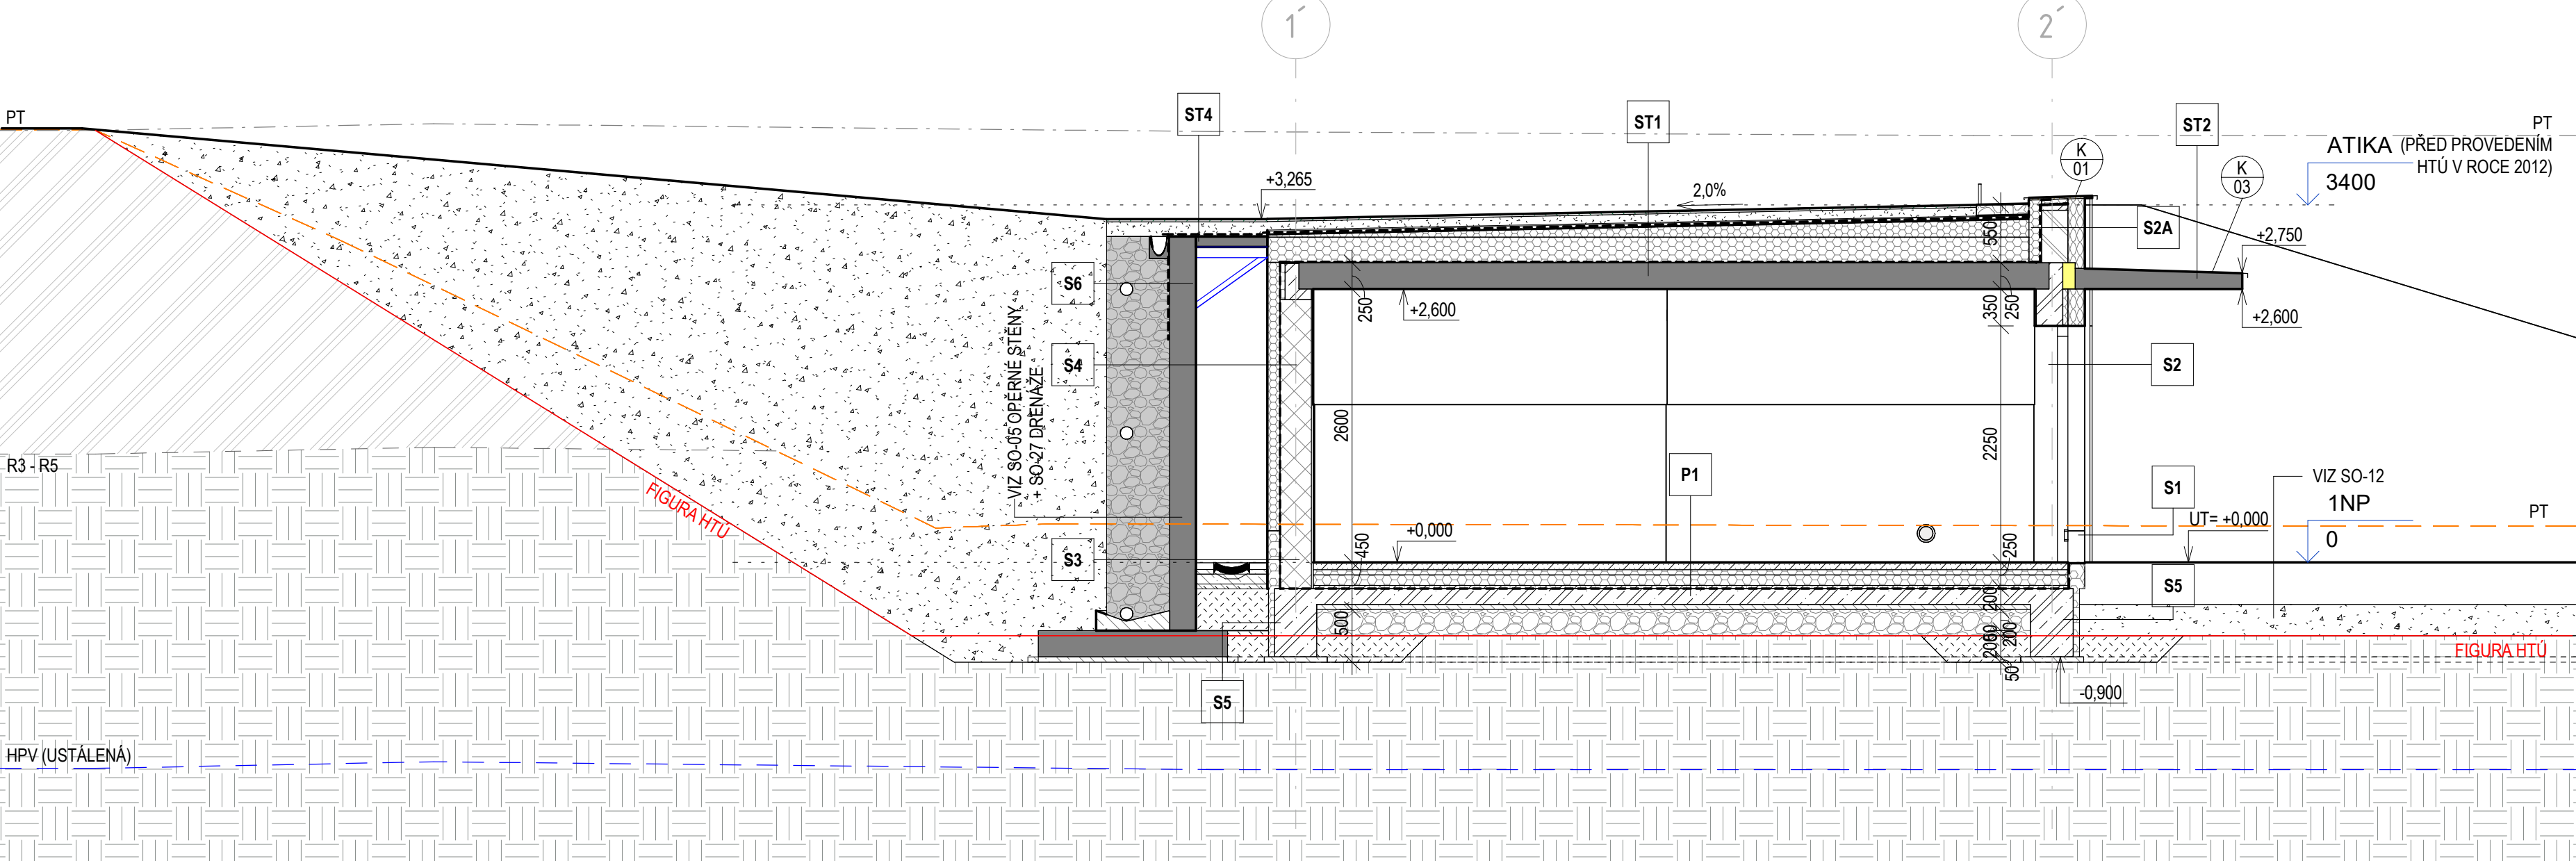 1´
2´
PT
ST4
ST1
ST2
PT
ATIKA (PŘED PROVEDENÍM
HTÚ V ROCE 2012)
3400
K
01
K
03
+3,265
2,0%
S2A
+2,750
550
S6
250
+2,600
350
250
+2,600
S4
S2
VIZ SO-05 OPĚRNÉ STĚNY
+ SO-27 DRENÁŽE
2600
2250
R3 - R5
P1
S1
VIZ SO-12
1NP
FIGURA HTÚ
UT= +0,000
PT
0
+0,000
S3
450
250
S5
200
500
200
200
50
FIGURA HTÚ
S5
-0,900
HPV (USTÁLENÁ)